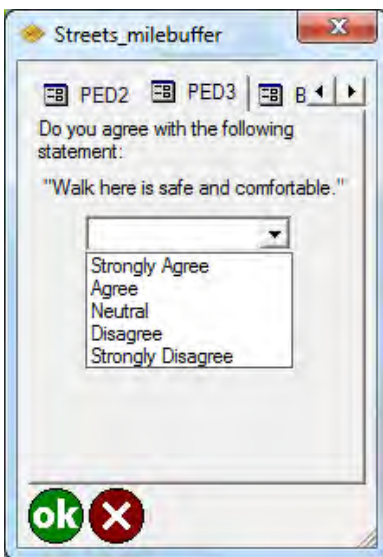 Streets_milebuffer
PED2 PED3 B
Do you agree with the following
statement:
"Walk here is safe and comfortable."
Strongly Agree
Agree
Neutral
Disagree
Strongly Disagree
ok